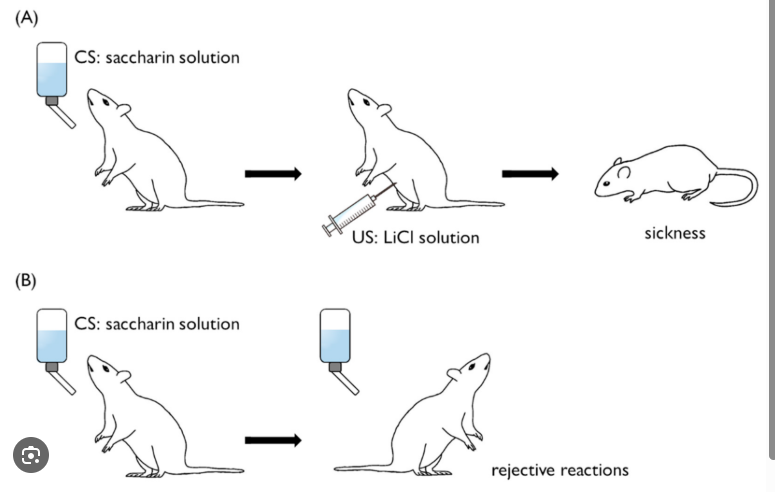 (A)
CS: saccharin solution
US: LiCl solution
sickness
(B)
CS: saccharin solution
rejective reactions